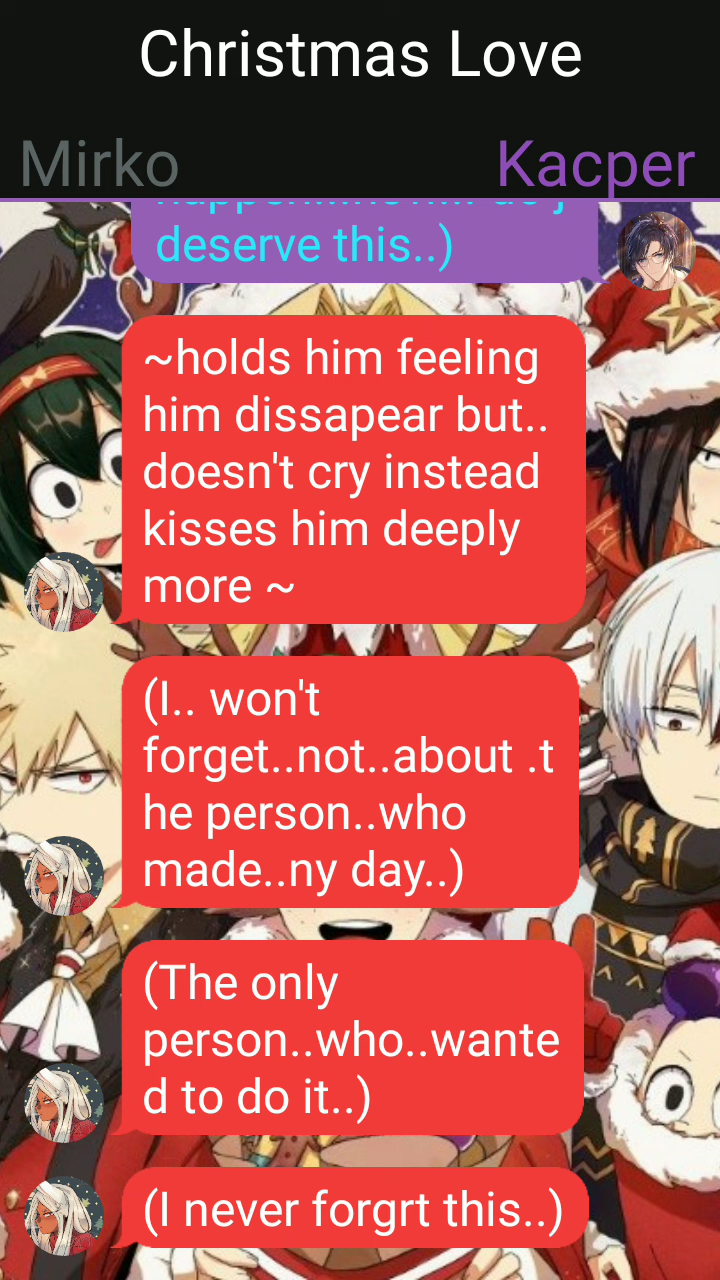 Christmas Love
Mirko
Kacper
deserve this..)
~holds him feeling
him dissapear but..
doesn't cry instead
kisses him deeply
more ~
(I.. won't
forget..not..about .t
he person..who
made..ny day..)
(The only
person..who..wante
d to do it..)
(I never forgrt this..)